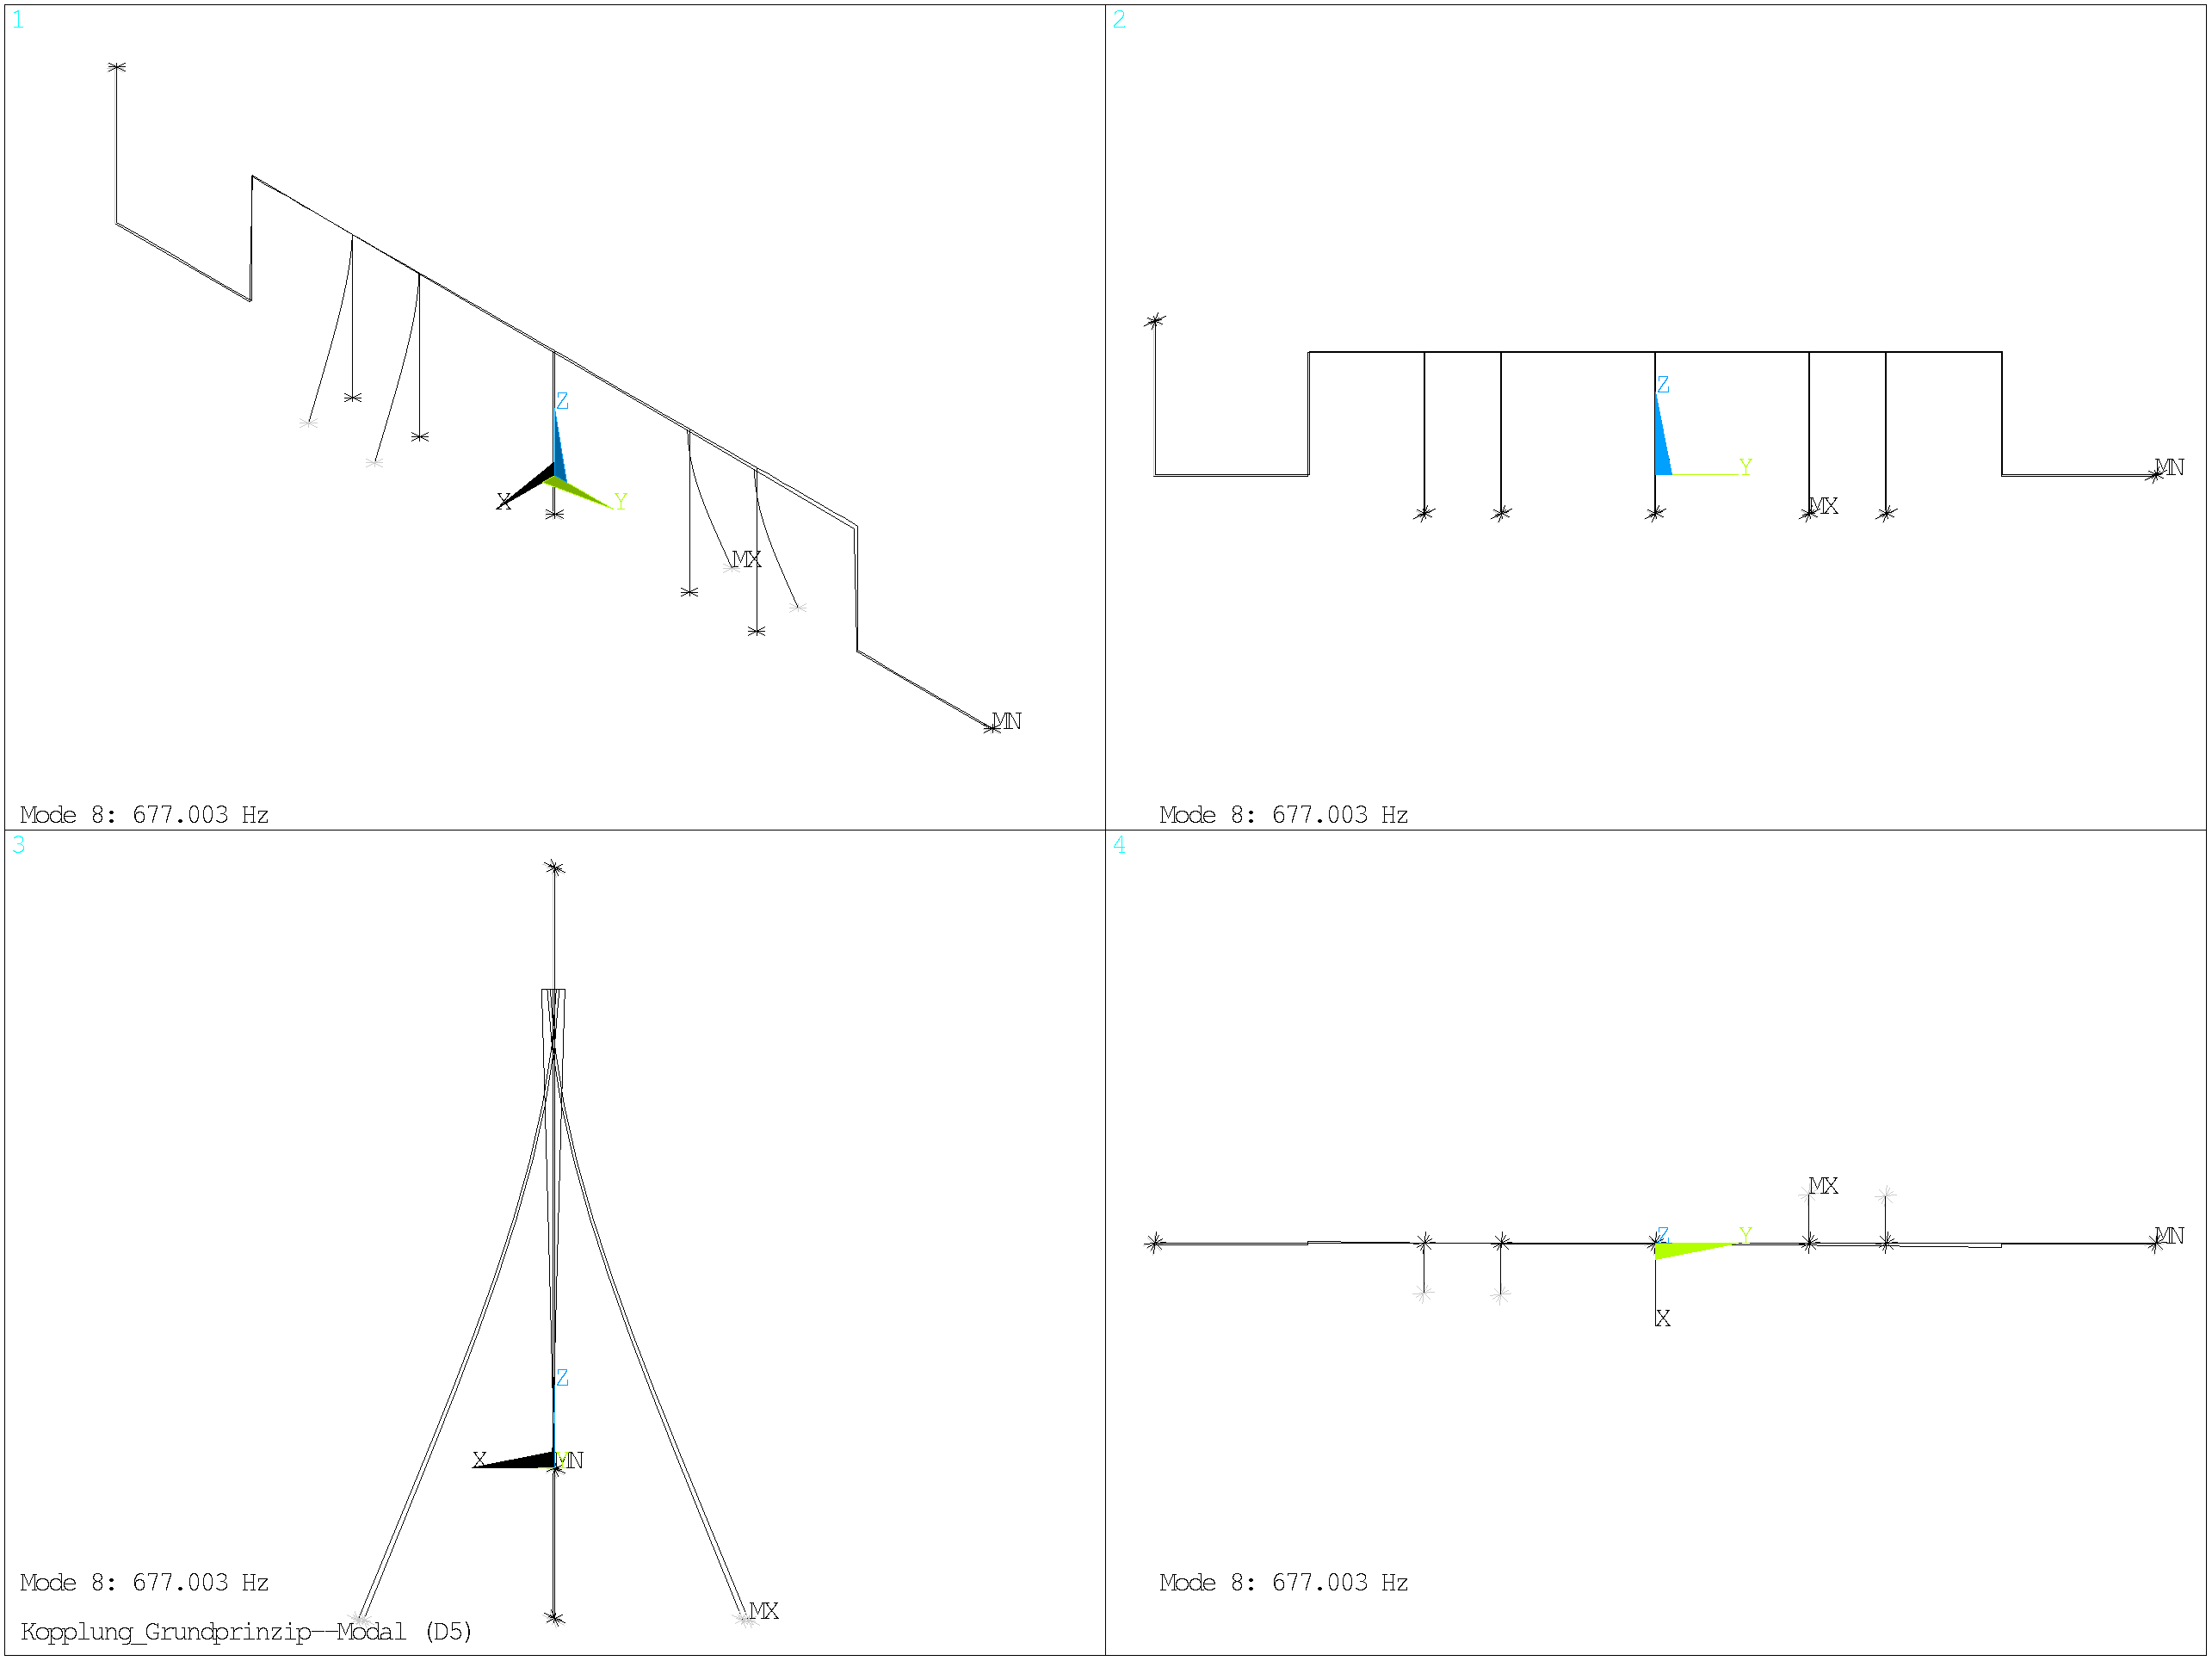 1
Z
X
Y
MX
MN
Mode 8: 677.003 Hz
2
Z
Y
MN
MX
Mode 8: 677.003 Hz
3
Z
X
Y
MN
MX
Mode 8: 677.003 Hz
Kopplung_Grundprinzip--Modal (D5)
4
MX
Z
Y
MN
X
Mode 8: 677.003 Hz